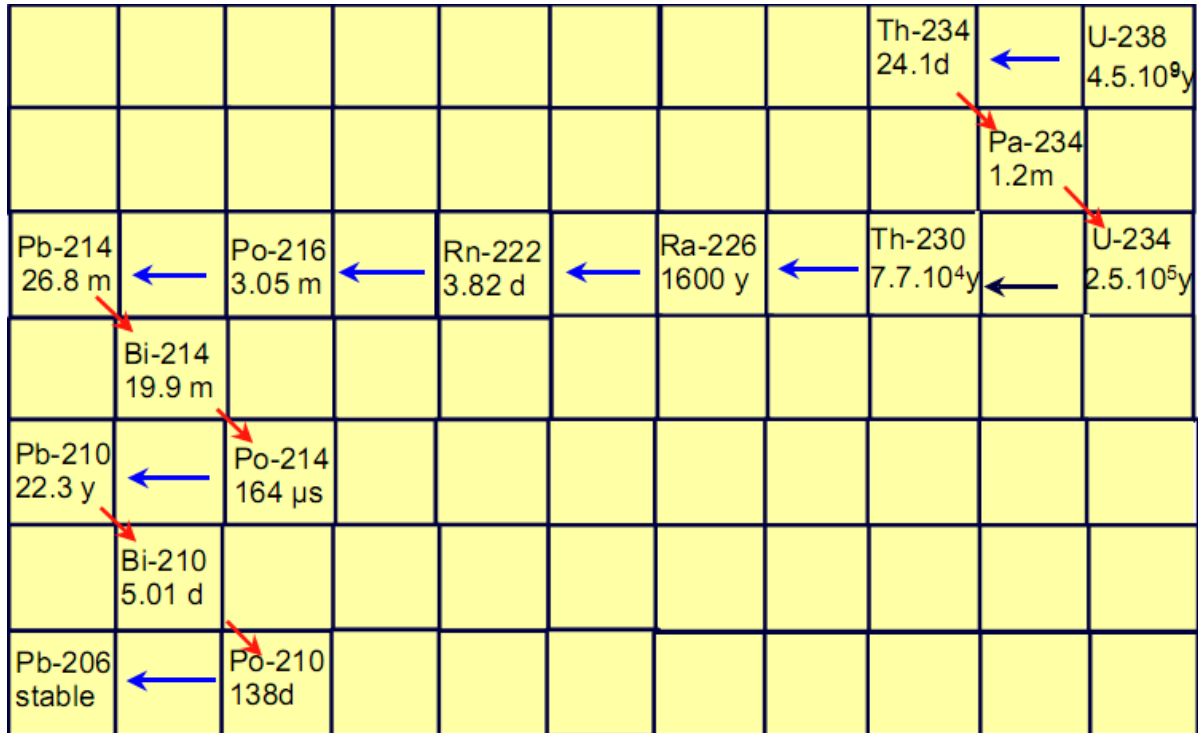 Th-234
24.1d
U-238
4.5.10⁹y
Pa-234
1.2m
Pb-214
26.8 m
Po-216
3.05 m
Rn-222
3.82 d
Ra-226
1600 y
Th-230
7.7.10⁴y
U-234
2.5.10⁵y
Bi-214
19.9 m
Pb-210
22.3 y
Po-214
164 µs
Bi-210
5.01 d
Pb-206
stable
Po-210
138d